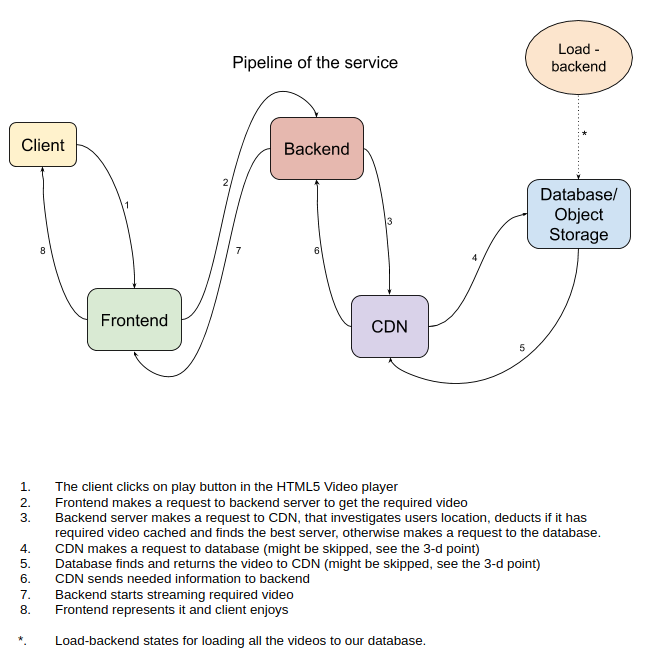 Pipeline of the service
Load -
backend
*
Client
Backend
Database/
Object
Storage
1
2
3
4
5
6
7
8
Frontend
CDN
1. The client clicks on play button in the HTML5 Video player
2. Frontend makes a request to backend server to get the required video
3. Backend server makes a request to CDN, that investigates users location, deducts if it has
required video cached and finds the best server, otherwise makes a request to the database.
4. CDN makes a request to database (might be skipped, see the 3-d point)
5. Database finds and returns the video to CDN (might be skipped, see the 3-d point)
6. CDN sends needed information to backend
7. Backend starts streaming required video
8. Frontend represents it and client enjoys
*. Load-backend states for loading all the videos to our database.